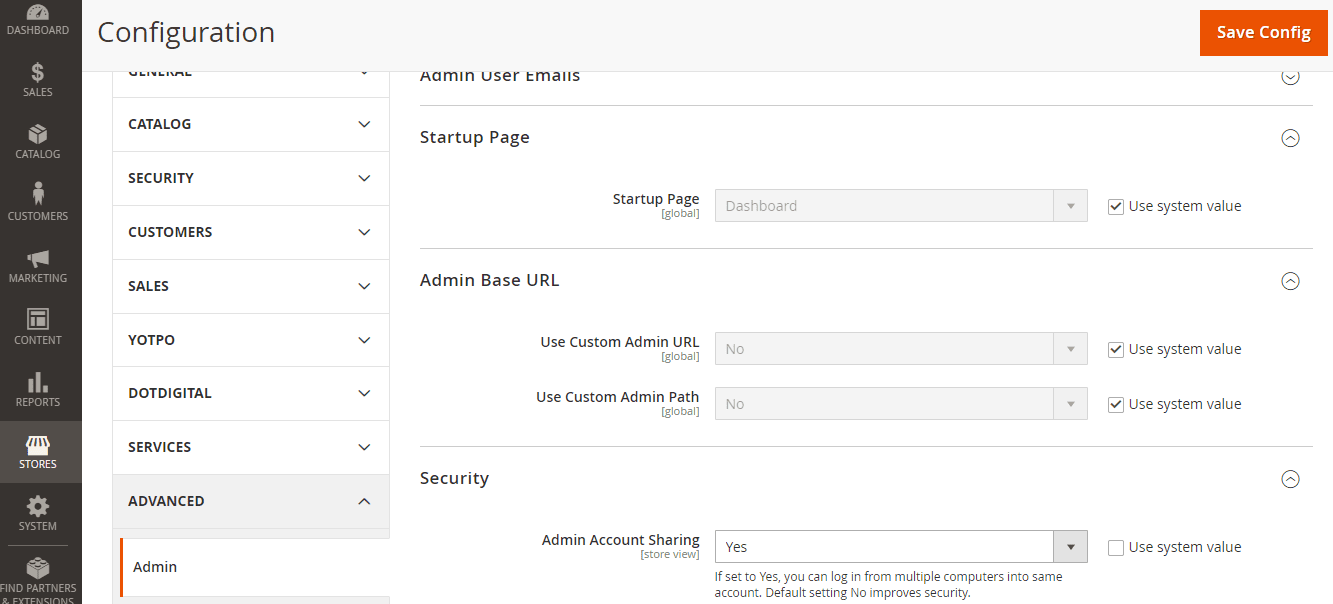 DASHBOARD
SALES
CATALOG
CUSTOMERS
MARKETING
CONTENT
REPORTS
STORES
SYSTEM
FIND PARTNERS
& EXTENSIONS
Configuration
Save Config
GENERAL
CATALOG
SECURITY
CUSTOMERS
SALES
YOTPO
DOTDIGITAL
SERVICES
ADVANCED
Admin
Admin User Emails
Startup Page
Startup Page
[global]
Dashboard
Use system value
Admin Base URL
Use Custom Admin URL
[global]
No
Use system value
Use Custom Admin Path
[global]
No
Use system value
Security
Admin Account Sharing
[store view]
Yes
Use system value
If set to Yes, you can log in from multiple computers into same
account. Default setting No improves security.